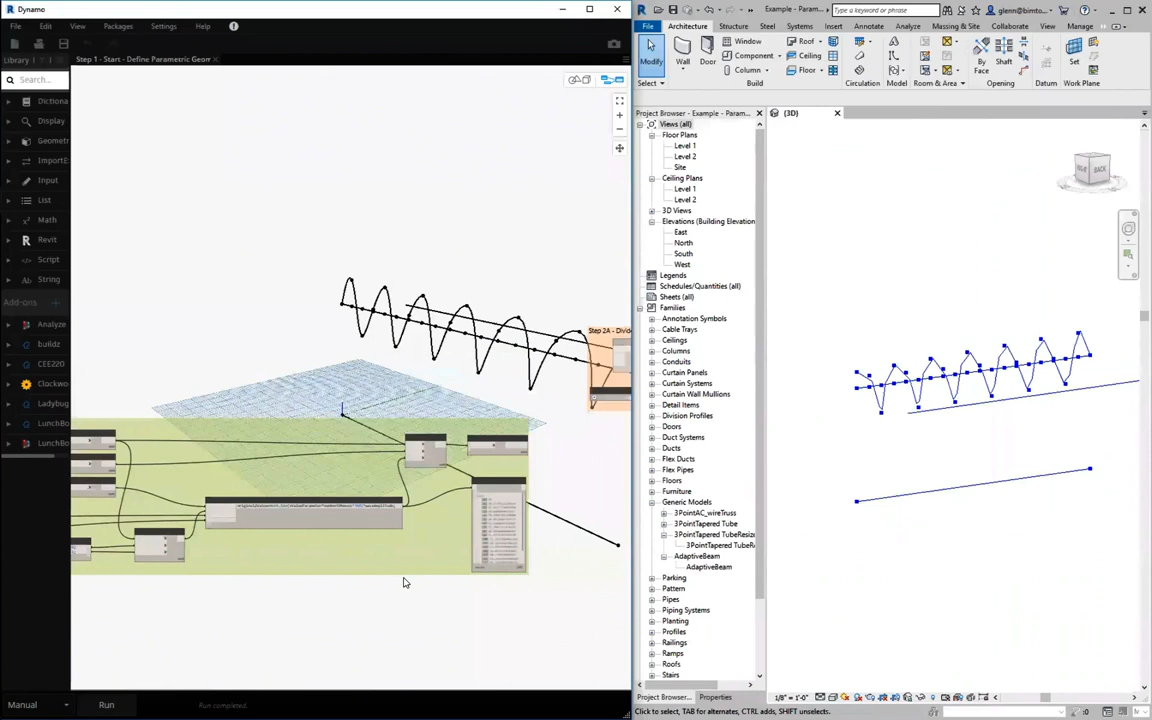 Dynamo
File Edit View Packages Settings Help
Step 1 - Start - Define Parametric Geom
Library
Search...
Dictiona
Display
Geometr
ImportE
Input
List
Math
Revit
Script
String
Add-ons
Analyze
buildz
CEE220
Clockwo
Ladybug
LunchBo
LunchBo
Step 2A - Divid
Manual
Run
Run completed.
Example - Param...
Type a keyword or phrase
glenn@bimto...
File Architecture Structure Steel Systems Insert Annotate Analyze Massing & Site Collaborate View Manage
Modify
Wall
Door
Window
Component
Column
Roof
Ceiling
Floor
By Face
Shaft
Set
Select
Build
Circulation
Model
Room & Area
Opening
Datum
Work Plane
Project Browser - Example - Param...
{3D}
Views (all)
Floor Plans
Level 1
Level 2
Site
Ceiling Plans
Level 1
Level 2
3D Views
Elevations (Building Elevation
East
North
South
West
Legends
Schedules/Quantities (all)
Sheets (all)
Families
Annotation Symbols
Cable Trays
Ceilings
Columns
Conduits
Curtain Panels
Curtain Systems
Curtain Wall Mullions
Detail Items
Division Profiles
Doors
Duct Systems
Ducts
Flex Ducts
Flex Pipes
Floors
Furniture
Generic Models
3PointAC_wireTruss
3PointTapered Tube
3PointTapered TubeResiz
3PointTapered TubeR
AdaptiveBeam
AdaptiveBeam
Parking
Pattern
Pipes
Piping Systems
Planting
Profiles
Railings
Ramps
Roofs
Stairs
Project Browser... Properties
BACK
1/8" = 1'-0"
Click to select, TAB for alternates, CTRL adds, SHIFT unselects.
:0